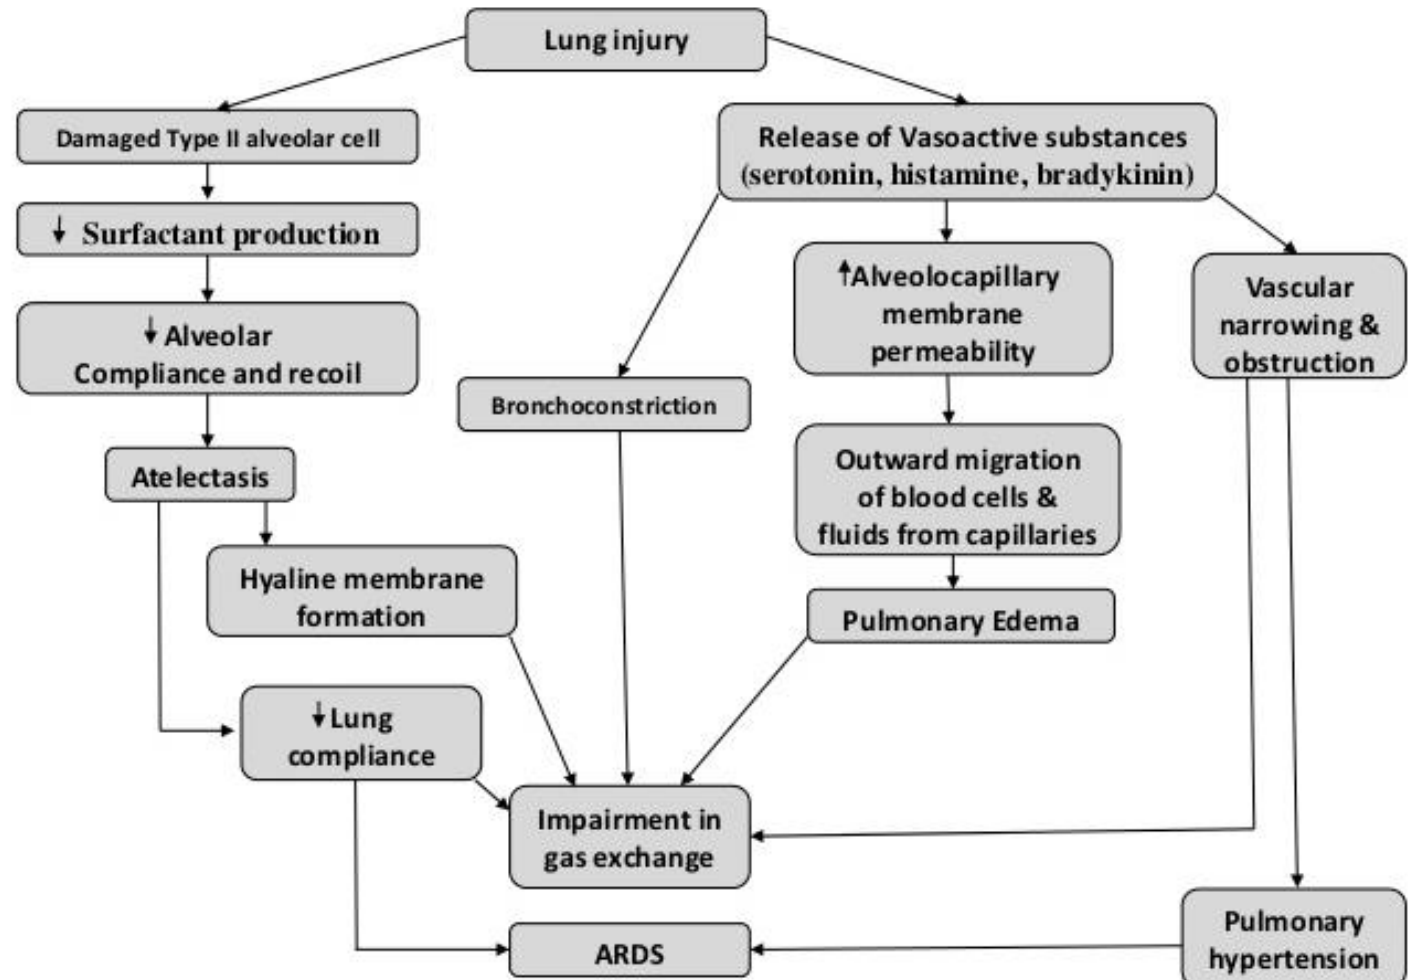 Lung injury
Damaged Type II alveolar cell
Release of Vasoactive substances
(serotonin, histamine, bradykinin)
↓ Surfactant production
↑Alveolocapillary
membrane
permeability
Vascular
narrowing &
obstruction
↓Alveolar
Compliance and recoil
Bronchoconstriction
Outward migration
of blood cells &
fluids from capillaries
Atelectasis
Hyaline membrane
formation
Pulmonary Edema
↓Lung
compliance
Impairment in
gas exchange
Pulmonary
hypertension
ARDS